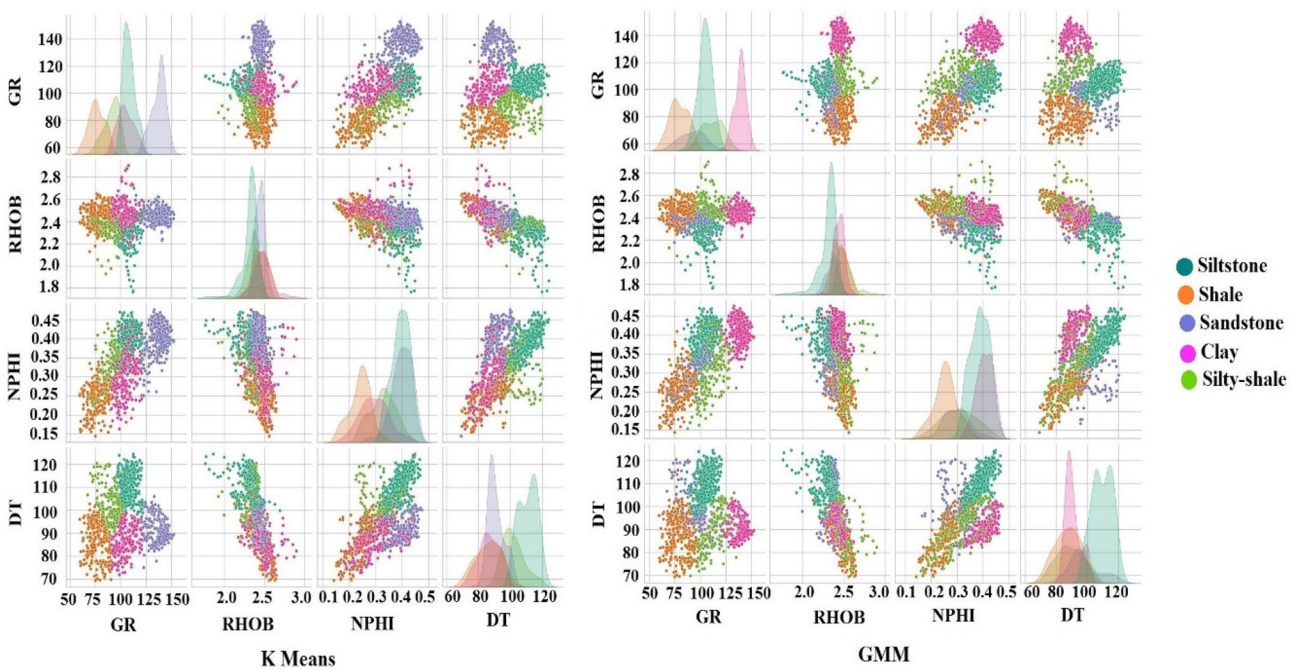 GR
140
120
100
80
60
RHOB
2.8
2.6
2.4
2.2
2.0
1.8
NPHI
0.45
0.40
0.35
0.30
0.25
0.20
0.15
DT
120
110
100
90
80
70
50 75 100 125 150
2.0 2.5 3.0
0.1 0.2 0.3 0.4 0.5
60 80 100 120
GR
RHOB
NPHI
DT
K Means
GR
140
120
100
80
60
RHOB
2.8
2.6
2.4
2.2
2.0
1.8
NPHI
0.45
0.40
0.35
0.30
0.25
0.20
0.15
DT
120
110
100
90
80
70
50 75 100 125 150
2.0 2.5 3.0
0.1 0.2 0.3 0.4 0.5
60 80 100 120
GR
RHOB
NPHI
DT
GMM
Siltstone
Shale
Sandstone
Clay
Silty-shale